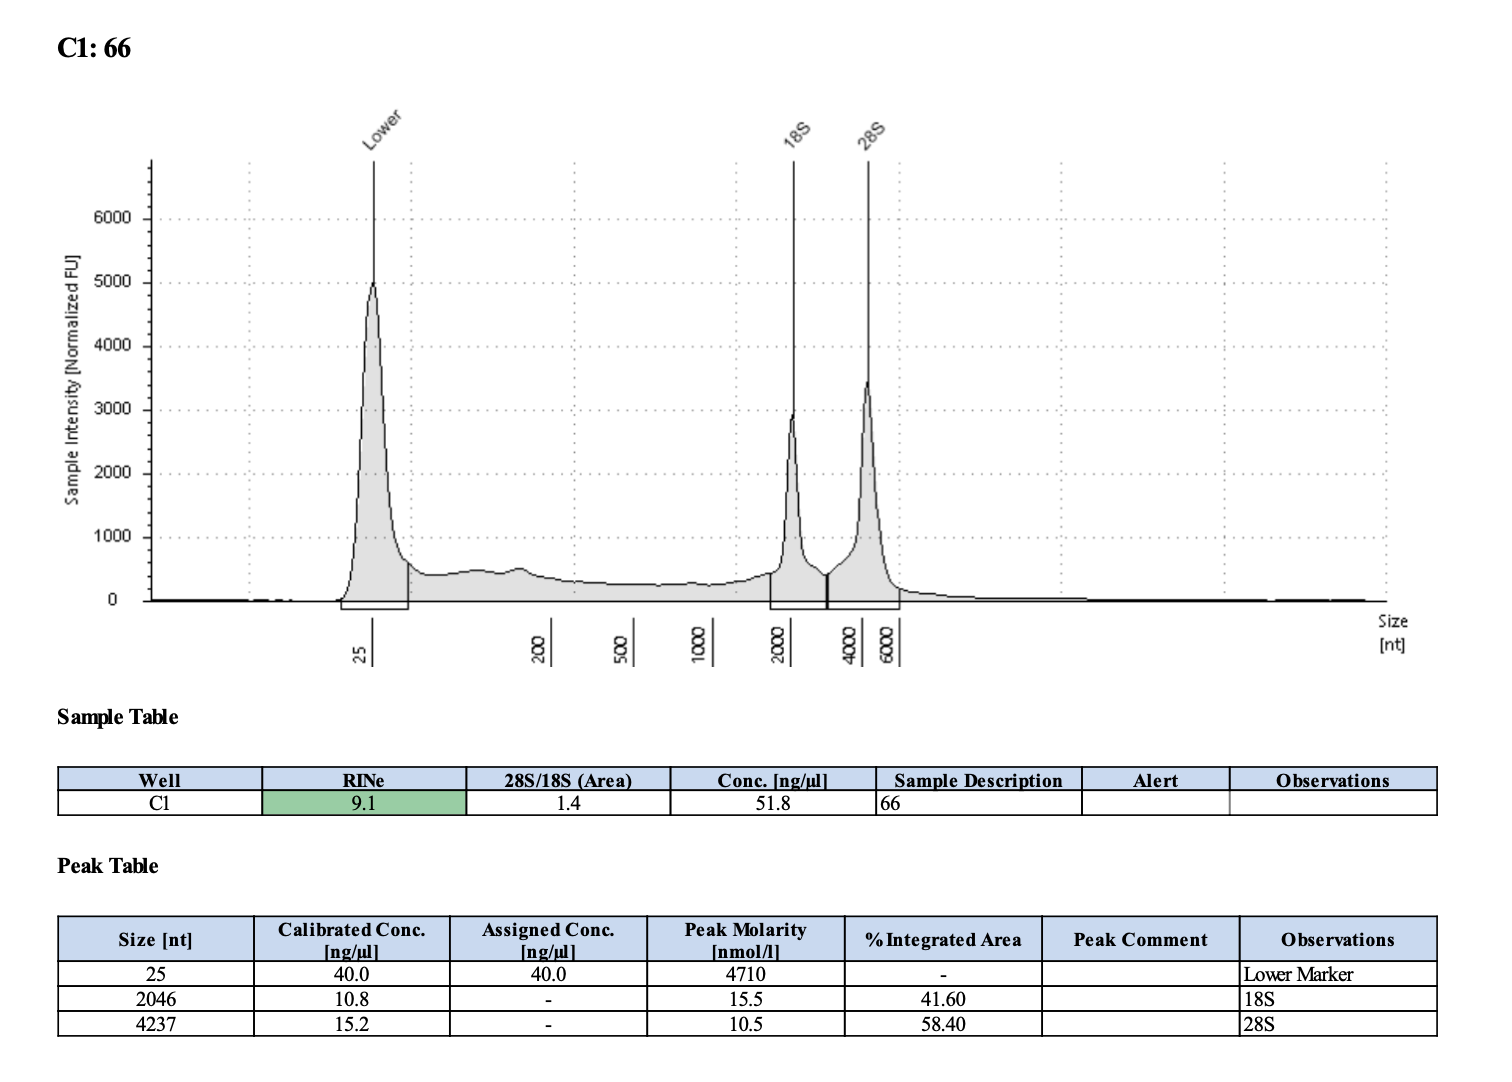 C1: 66
Lower
18S
28S
Sample Intensity [Normalized FU]
6000
5000
4000
3000
2000
1000
0
25
200
500
1000
2000
4000
6000
Size
[nt]
Sample Table
Well RINe 28S/18S (Area) Conc. [ng/µl] Sample Description Alert Observations
C1 9.1 1.4 51.8 66
Peak Table
Size [nt] Calibrated Conc. [ng/µl] Assigned Conc. [ng/µl] Peak Molarity [nmol/l] % Integrated Area Peak Comment Observations
25 40.0 40.0 4710 - Lower Marker
2046 10.8 - 15.5 41.60 18S
4237 15.2 - 10.5 58.40 28S